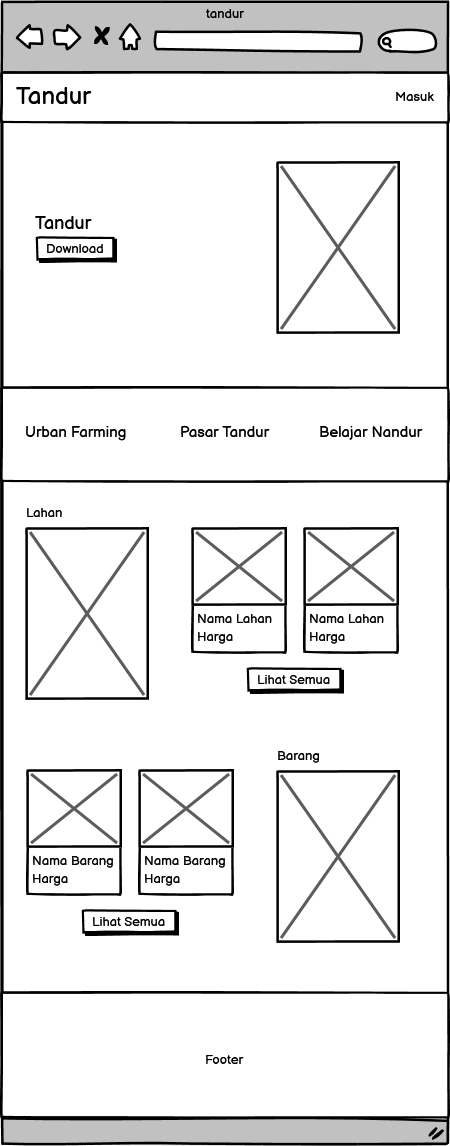 tandur
Tandur
Masuk
Tandur
Download
Urban Farming
Pasar Tandur
Belajar Nandur
Lahan
Nama Lahan
Harga
Nama Lahan
Harga
Lihat Semua
Barang
Nama Barang
Harga
Nama Barang
Harga
Lihat Semua
Footer